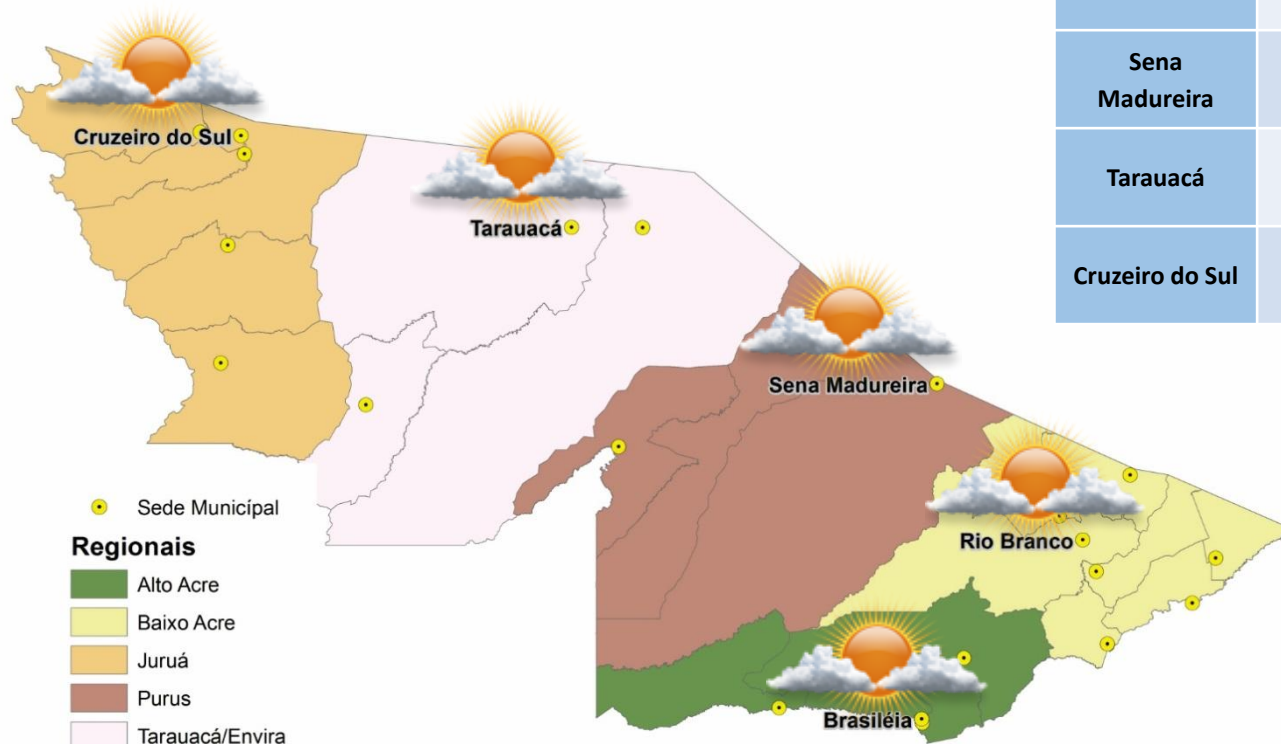 Sena
Madureira
Tarauacá
Cruzeiro do Sul
Cruzeiro do Sul
Tarauacá
Sena Madureira
Rio Branco
Brasiléia
Sede Municípal
Regionais
Alto Acre
Baixo Acre
Juruá
Purus
Tarauacá/Envira